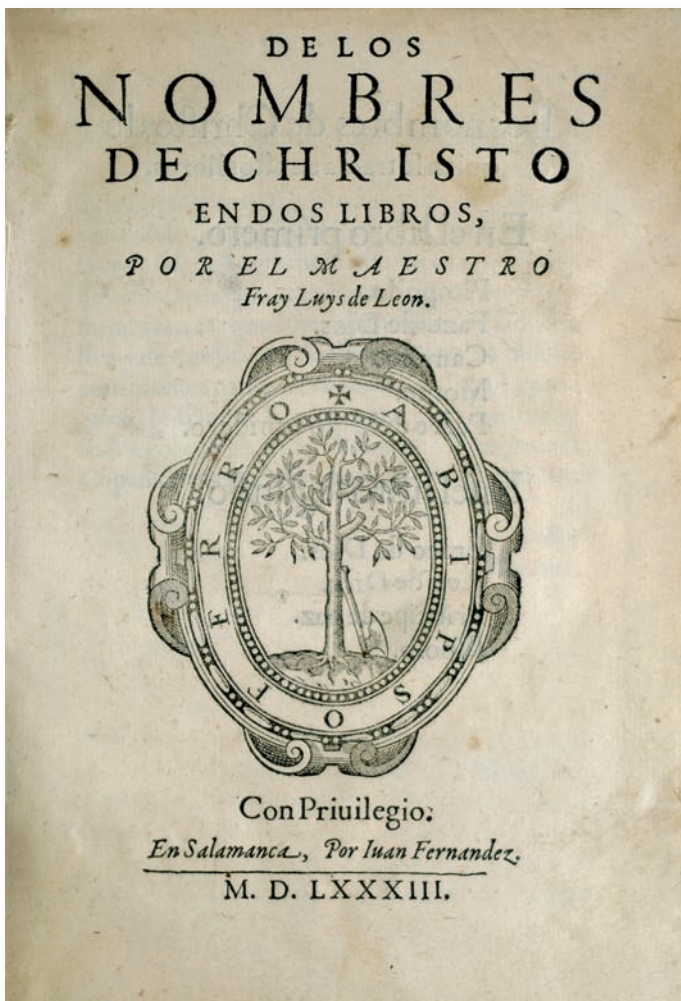 DE LOS
NOMBRES
DE CHRISTO
EN DOS LIBROS,
POR EL MAESTRO
Fray Luys de Leon.
✠ AB IPSO FERRO
Con Priuilegio.
En Salamanca, Por Iuan Fernandez.
M. D. LXXXIII.